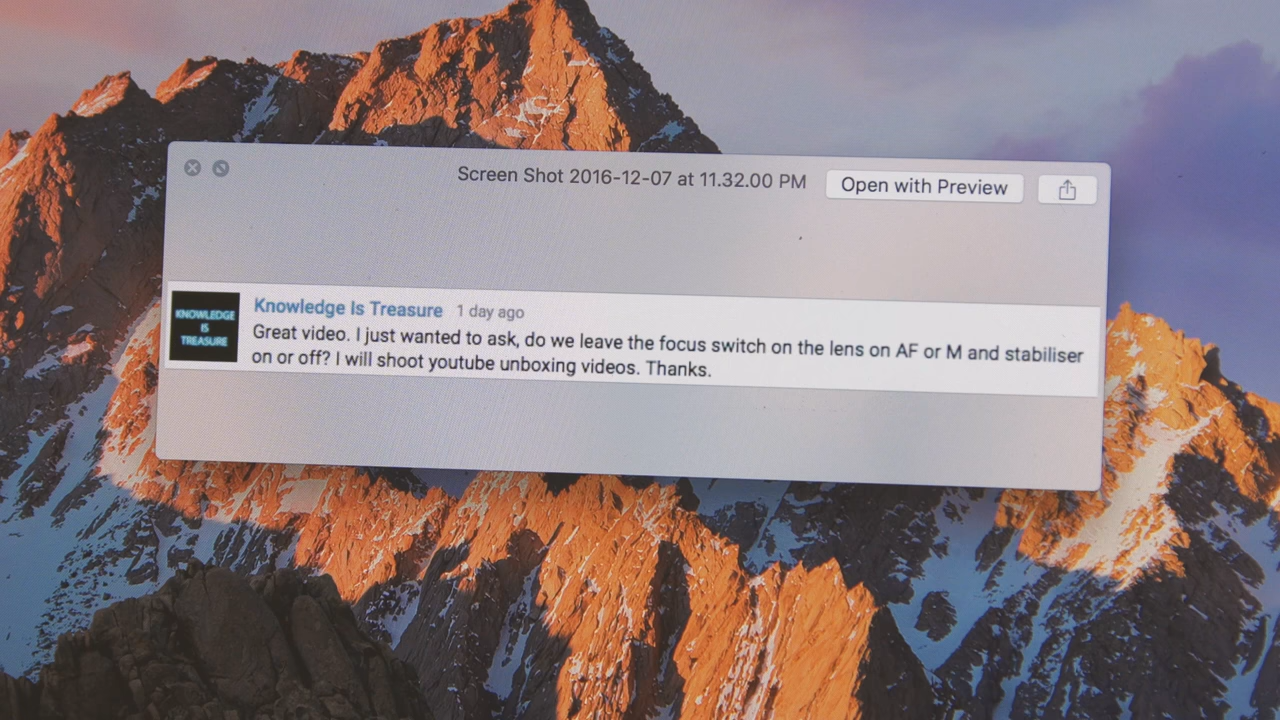 Screen Shot 2016-12-07 at 11.32.00 PM
Open with Preview
KNOWLEDGE
IS
TREASURE
Knowledge Is Treasure 1 day ago
Great video. I just wanted to ask, do we leave the focus switch on the lens on AF or M and stabiliser
on or off? I will shoot youtube unboxing videos. Thanks.